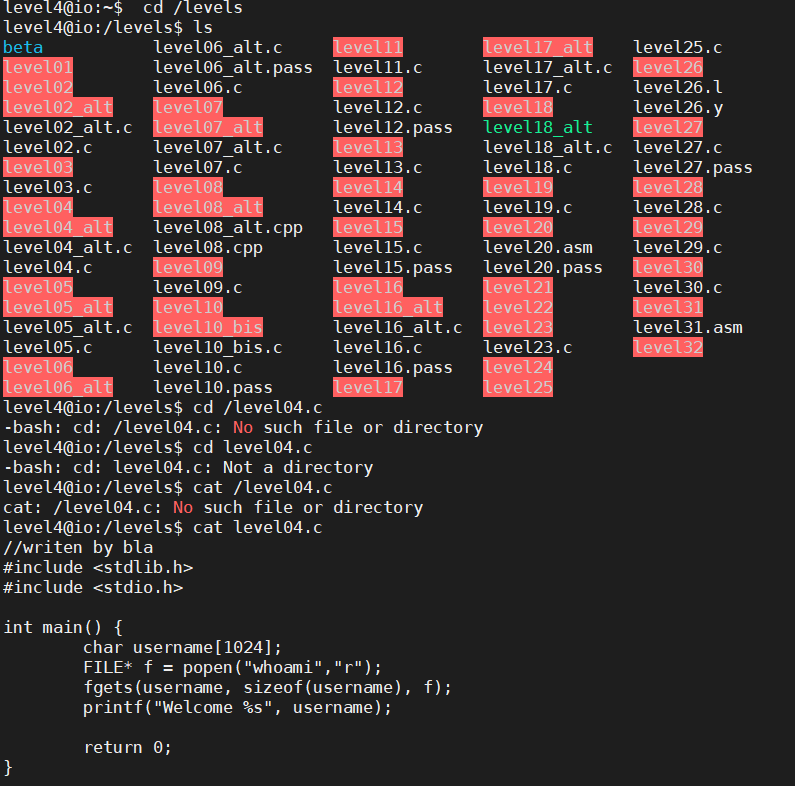 level4@io:~$  cd /levels
level4@io:/levels$ ls
beta           level06_alt.c     level11        level17_alt    level25.c
level01        level06_alt.pass  level11.c      level17_alt.c  level26
level02        level06.c         level12        level17.c      level26.l
level02_alt    level07           level12.c      level18        level26.y
level02_alt.c  level07_alt       level12.pass   level18_alt    level27
level02.c      level07_alt.c     level13        level18_alt.c  level27.c
level03        level07.c         level13.c      level18.c      level27.pass
level03.c      level08           level14        level19        level28
level04        level08_alt       level14.c      level19.c      level28.c
level04_alt    level08_alt.cpp   level15        level20        level29
level04_alt.c  level08.cpp       level15.c      level20.asm    level29.c
level04.c      level09           level15.pass   level20.pass   level30
level05        level09.c         level16        level21        level30.c
level05_alt    level10           level16_alt    level22        level31
level05_alt.c  level10_bis       level16_alt.c  level23        level31.asm
level05.c      level10_bis.c     level16.c      level23.c      level32
level06        level10.c         level16.pass   level24
level06_alt    level10.pass      level17        level25
level4@io:/levels$ cd /level04.c
-bash: cd: /level04.c: No such file or directory
level4@io:/levels$ cd level04.c
-bash: cd: level04.c: Not a directory
level4@io:/levels$ cat /level04.c
cat: /level04.c: No such file or directory
level4@io:/levels$ cat level04.c
//writen by bla
#include <stdlib.h>
#include <stdio.h>

int main() {
        char username[1024];
        FILE* f = popen("whoami","r");
        fgets(username, sizeof(username), f);
        printf("Welcome %s", username);

        return 0;
}